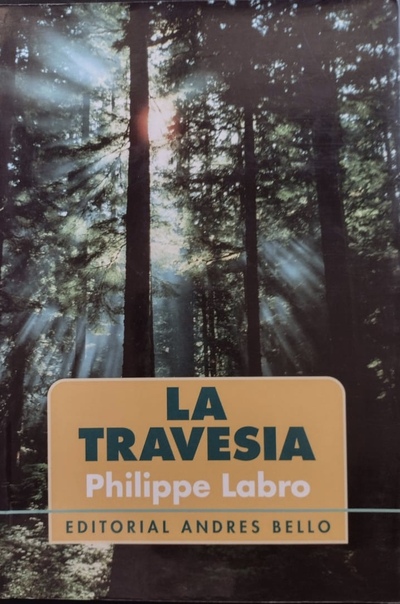 LA
TRAVESIA
Philippe Labro
EDITORIAL ANDRES BELLO